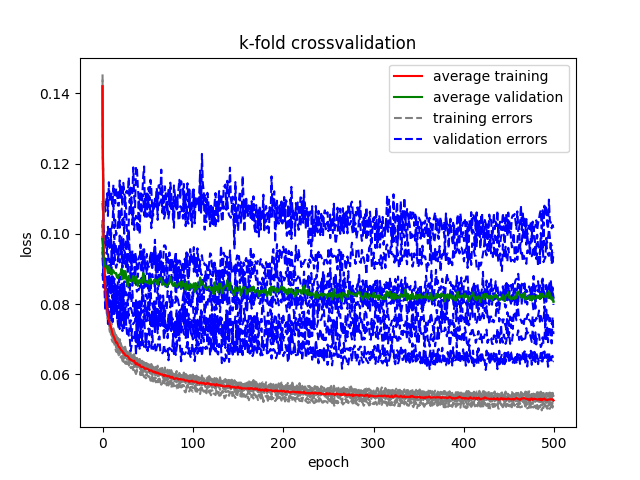 k-fold crossvalidation
average training
average validation
training errors
validation errors
loss
0.14
0.12
0.10
0.08
0.06
0
100
200
300
400
500
epoch